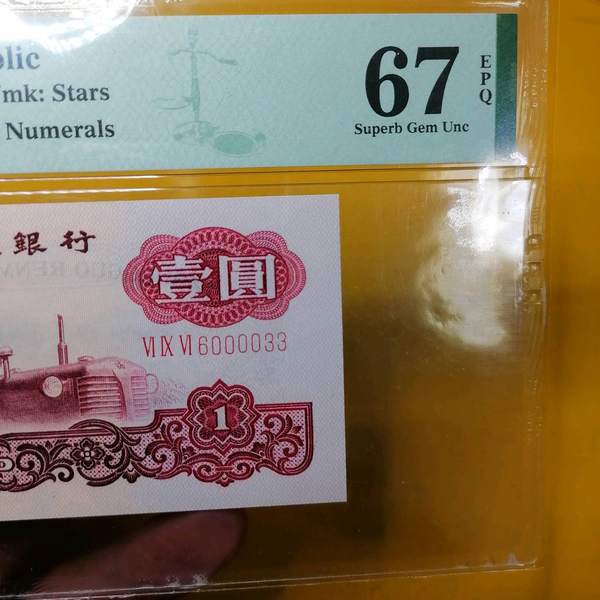 blic
mk: Stars
Numerals
67
EPQ
Superb Gem Unc
銀行
壹圓
VI IX VI 6000033
1